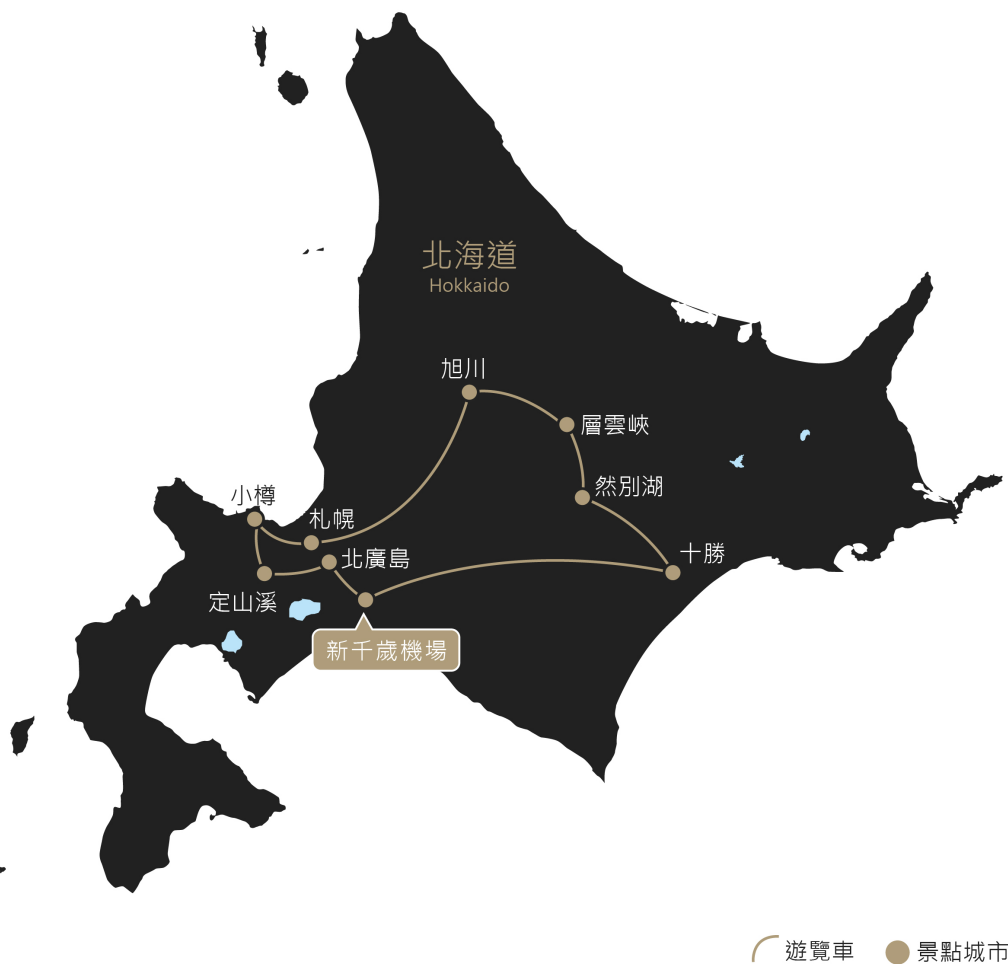 北海道
Hokkaido
旭川
層雲峽
然別湖
小樽
札幌
北廣島
十勝
定山溪
新千歲機場
遊覽車
景點城市